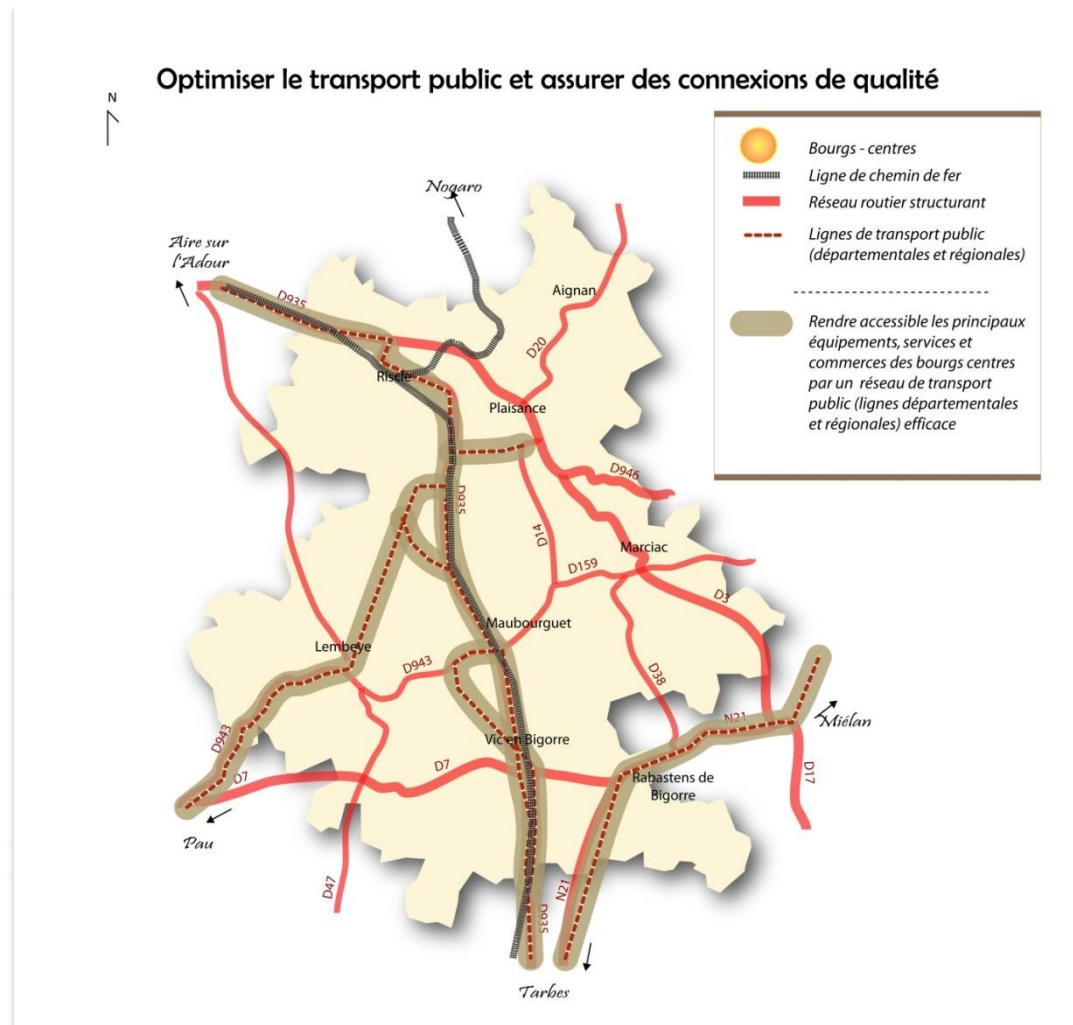 Optimiser le transport public et assurer des connexions de qualité
N
Bourgs - centres
Ligne de chemin de fer
Réseau routier structurant
Lignes de transport public
(départementales et régionales)
Rendre accessible les principaux
équipements, services et
commerces des bourgs centres
par un réseau de transport
public (lignes départementales
et régionales) efficace
Nogaro
Aire sur
l'Adour
D935
Aignan
D20
Riscle
Plaisance
D946
D935
D14
Marciac
D159
D3
Maubourguet
Lembeye
D943
D38
Miélan
N21
D943
Vic en Bigorre
D7
D7
Rabastens de
Bigorre
D17
Pau
D47
N21
D935
Tarbes